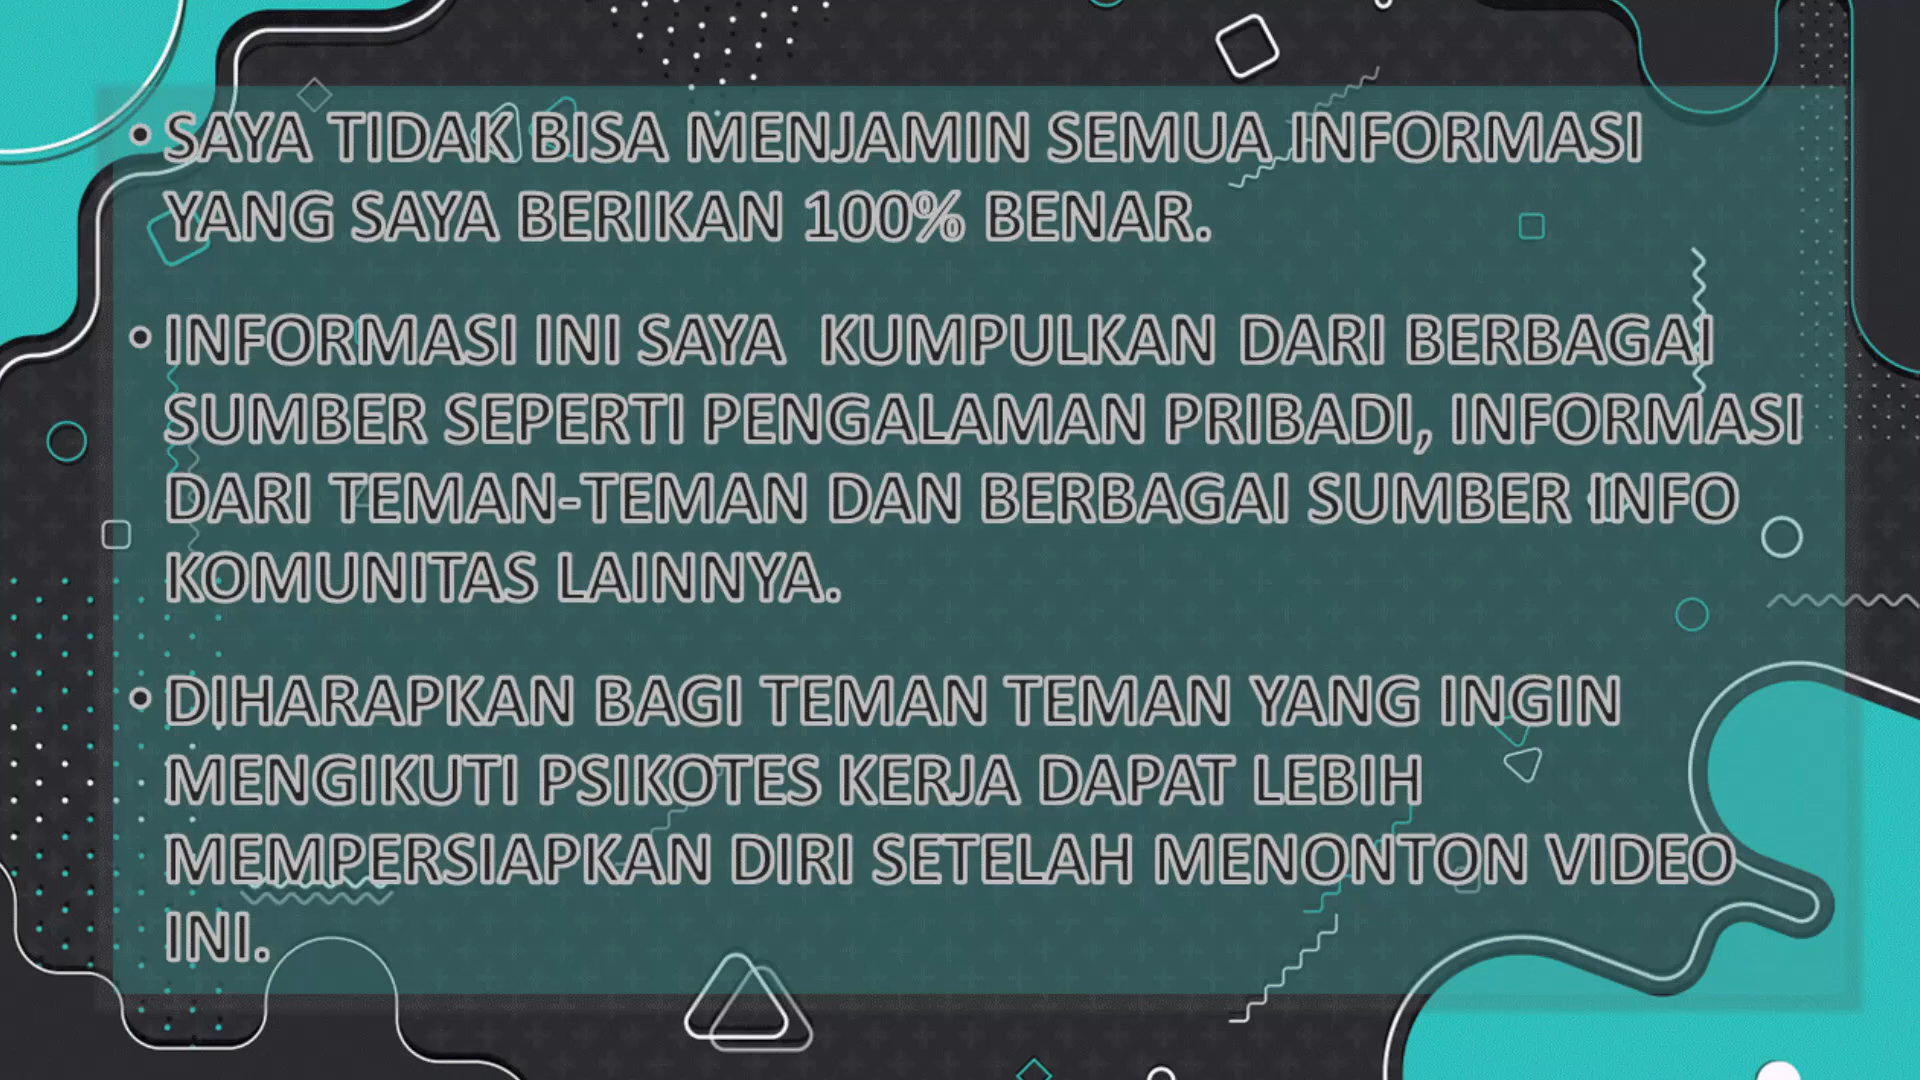 • SAYA TIDAK BISA MENJAMIN SEMUA INFORMASI
YANG SAYA BERIKAN 100% BENAR.
• INFORMASI INI SAYA  KUMPULKAN DARI BERBAGAI
SUMBER SEPERTI PENGALAMAN PRIBADI, INFORMASI
DARI TEMAN-TEMAN DAN BERBAGAI SUMBER INFO
KOMUNITAS LAINNYA.
• DIHARAPKAN BAGI TEMAN TEMAN YANG INGIN
MENGIKUTI PSIKOTES KERJA DAPAT LEBIH
MEMPERSIAPKAN DIRI SETELAH MENONTON VIDEO
INI.